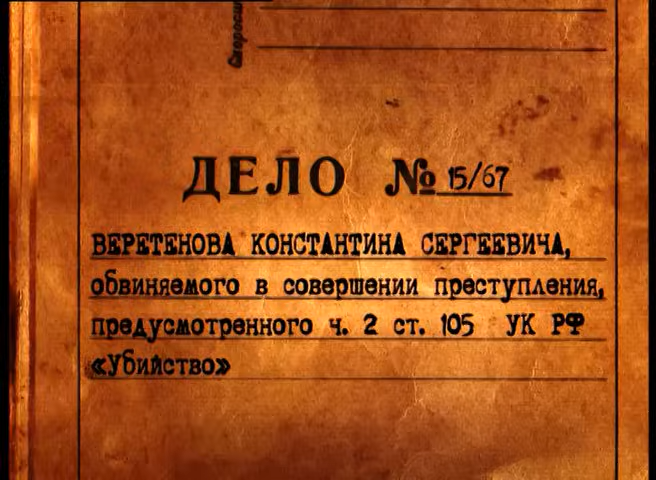 ДЕЛО № 15/67
ВЕРЕТЕНОВА КОНСТАНТИНА СЕРГЕЕВИЧА,
обвиняемого в совершении преступления,
предусмотренного ч. 2 ст. 105 УК РФ
«Убийство»